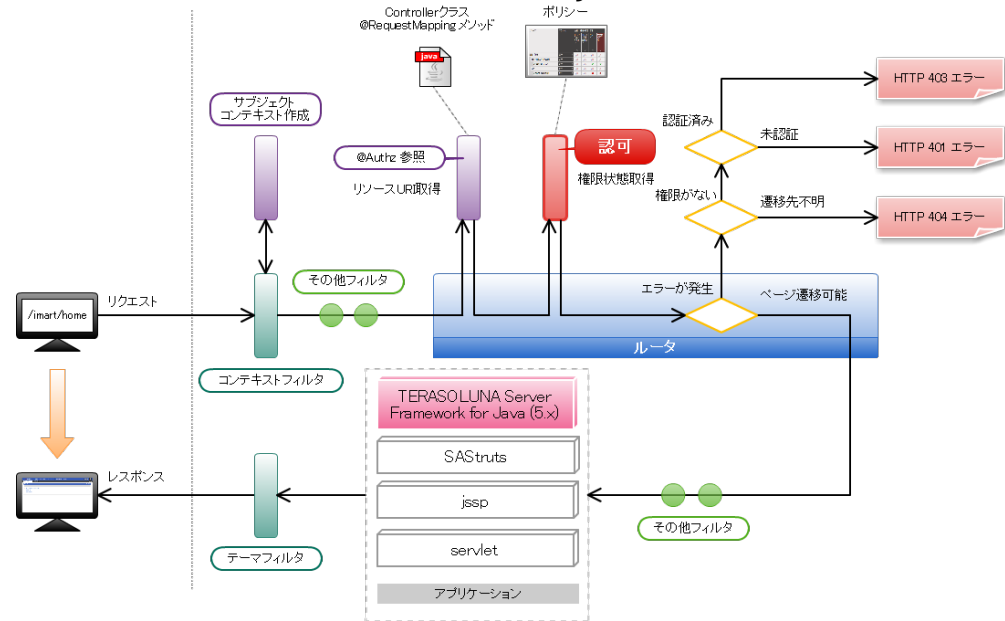 Controllerクラス
@RequestMappingメソッド
ポリシー
java
HTTP 403 エラー
サブジェクト
コンテキスト作成
認証済み
未認証
HTTP 401 エラー
@Authz 参照
認可
リソースURI取得
権限状態取得
権限がない
遷移先不明
HTTP 404 エラー
その他フィルタ
エラーが発生
ページ遷移可能
リクエスト
/imart/home
ルータ
コンテキストフィルタ
TERASOLUNA Server
Framework for Java (5.x)
SAStruts
レスポンス
jssp
その他フィルタ
servlet
テーマフィルタ
アプリケーション